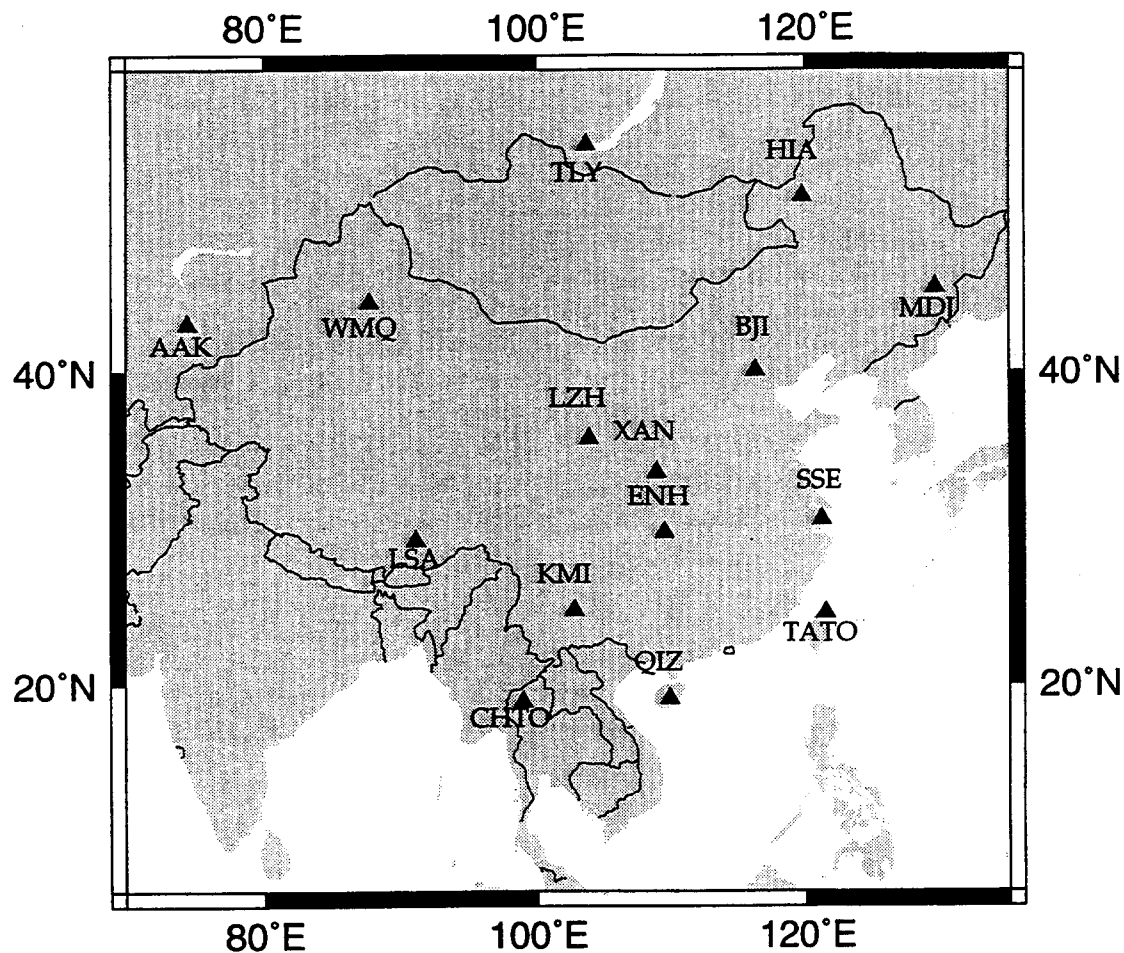 80°E 100°E 120°E
HIA
TLY
MDJ
WMQ
BJI
AAK
40°N 40°N
LZH
XAN
SSE
ENH
LSA
KMI
TATO
QIZ
20°N 20°N
CHTO
80°E 100°E 120°E